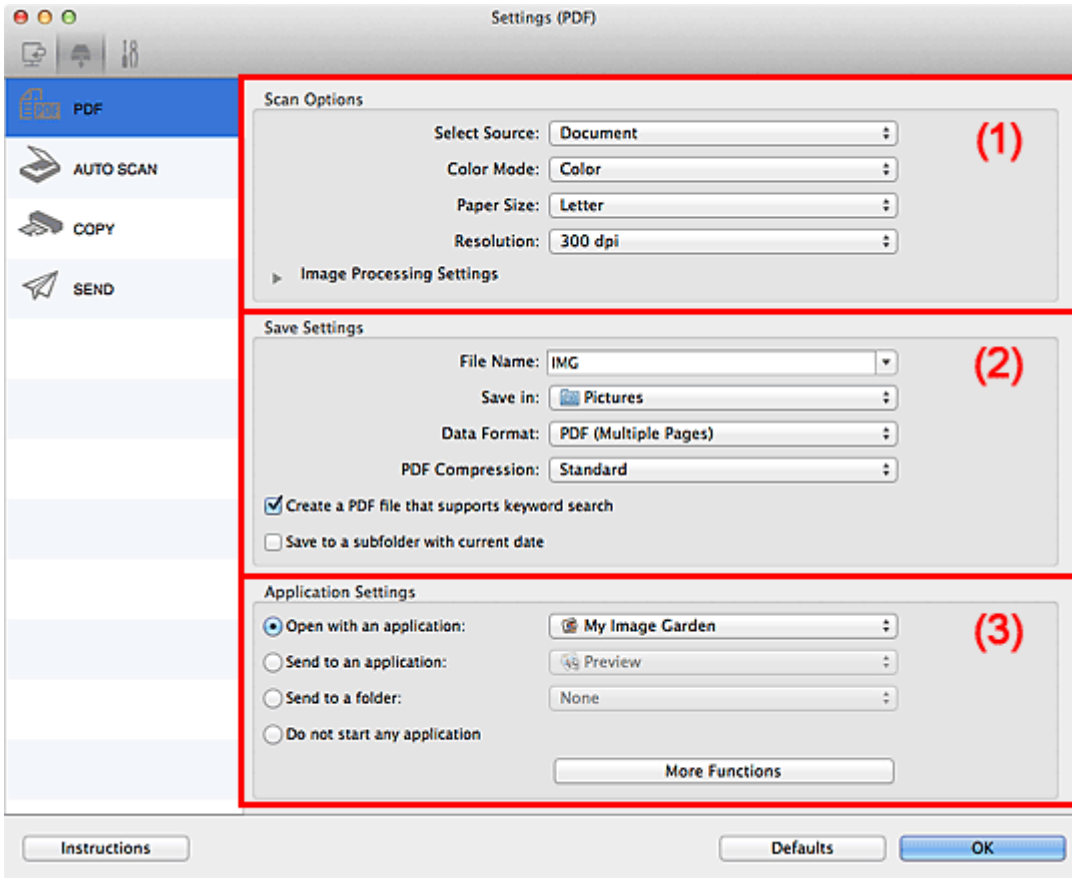 Settings (PDF)
PDF
AUTO SCAN
COPY
SEND
Scan Options
(1)
Select Source: Document
Color Mode: Color
Paper Size: Letter
Resolution: 300 dpi
Image Processing Settings
Save Settings
(2)
File Name: IMG
Save in: Pictures
Data Format: PDF (Multiple Pages)
PDF Compression: Standard
Create a PDF file that supports keyword search
Save to a subfolder with current date
Application Settings
(3)
Open with an application: My Image Garden
Send to an application: Preview
Send to a folder: None
Do not start any application
More Functions
Instructions Defaults OK